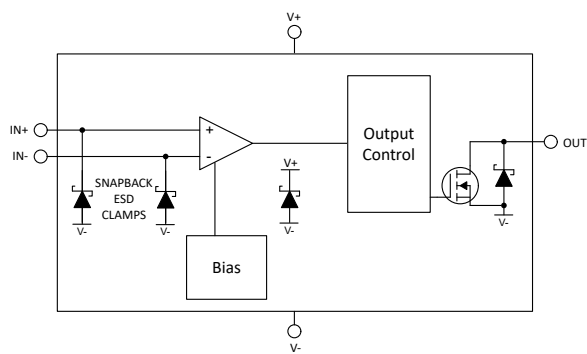 V+
IN+
IN-
+
-
SNAPBACK
ESD
CLAMPS
V-
V-
V+
V-
Bias
Output
Control
OUT
V-
V-